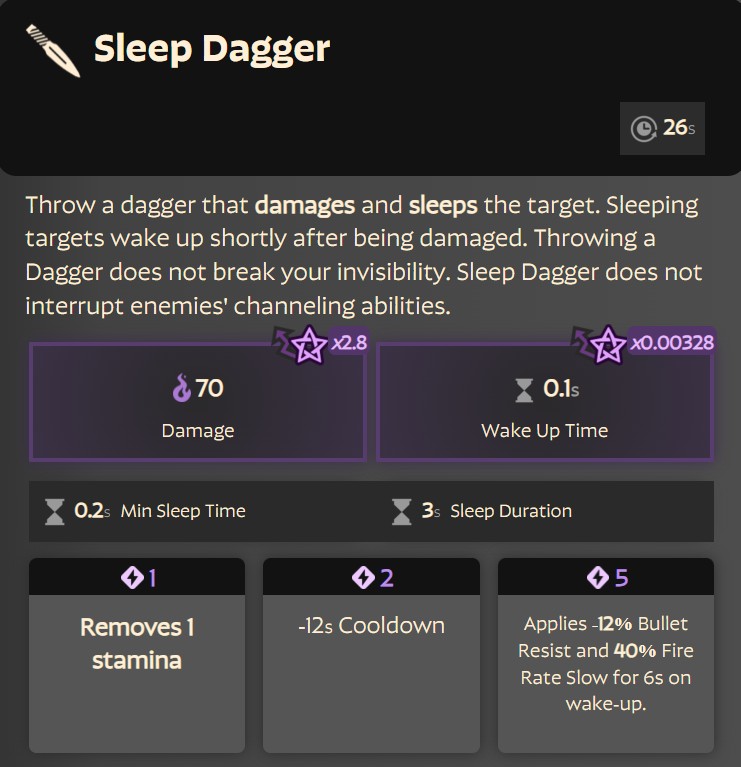 Sleep Dagger
26s
Throw a dagger that damages and sleeps the target. Sleeping
targets wake up shortly after being damaged. Throwing a
Dagger does not break your invisibility. Sleep Dagger does not
interrupt enemies' channeling abilities.
x2.8
x0.00328
70
Damage
0.1s
Wake Up Time
0.2s Min Sleep Time
3s Sleep Duration
1
Removes 1
stamina
2
-12s Cooldown
5
Applies -12% Bullet
Resist and 40% Fire
Rate Slow for 6s on
wake-up.